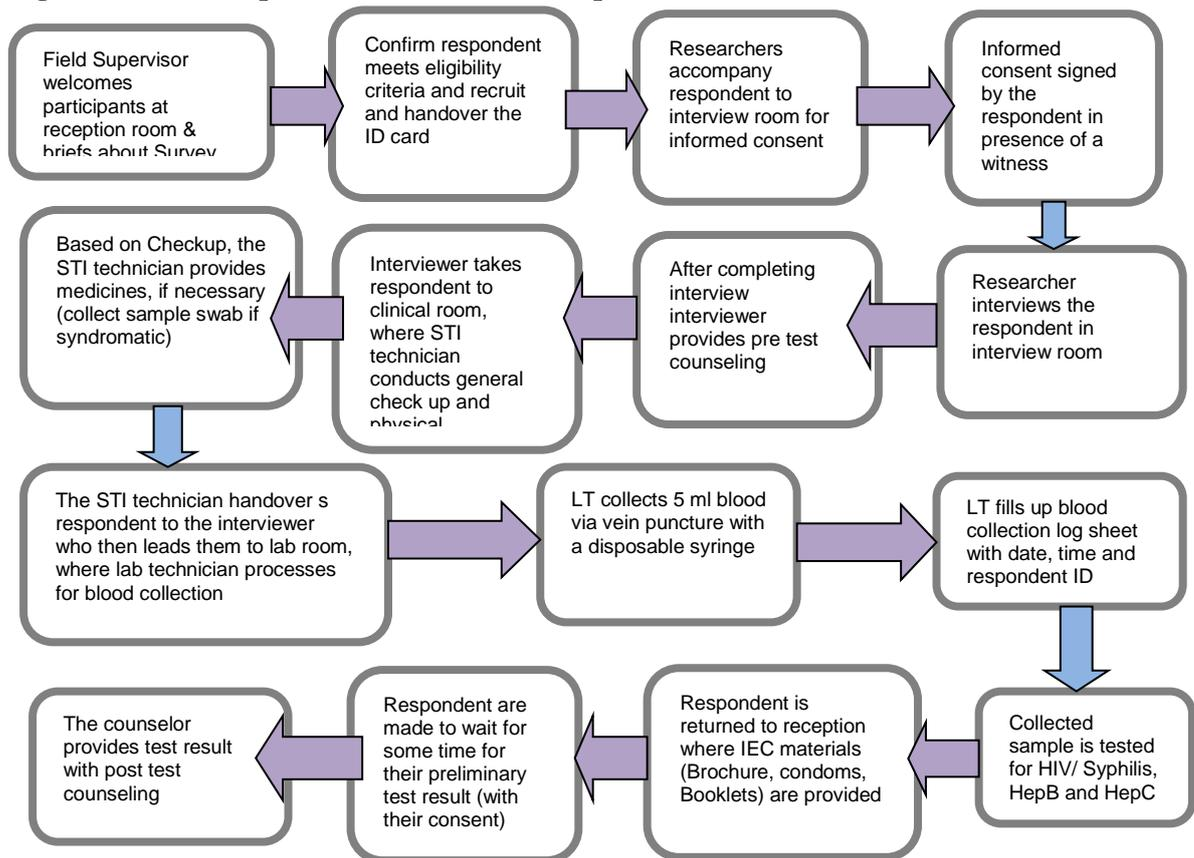 Field Supervisor
welcomes
participants at
reception room &
briefs about Survey
Confirm respondent
meets eligibility
criteria and recruit
and handover the
ID card
Researchers
accompany
respondent to
interview room for
informed consent
Informed
consent signed
by the
respondent in
presence of a
witness
Researcher
interviews the
respondent in
interview room
After completing
interview
interviewer
provides pre test
counseling
Interviewer takes
respondent to
clinical room,
where STI
technician
conducts general
check up and
physical
Based on Checkup, the
STI technician provides
medicines, if necessary
(collect sample swab if
syndromatic)
The STI technician handover s
respondent to the interviewer
who then leads them to lab room,
where lab technician processes
for blood collection
LT collects 5 ml blood
via vein puncture with
a disposable syringe
LT fills up blood
collection log sheet
with date, time and
respondent ID
Collected
sample is tested
for HIV/ Syphilis,
HepB and HepC
Respondent is
returned to reception
where IEC materials
(Brochure, condoms,
Booklets) are provided
Respondent are
made to wait for
some time for
their preliminary
test result (with
their consent)
The counselor
provides test result
with post test
counseling